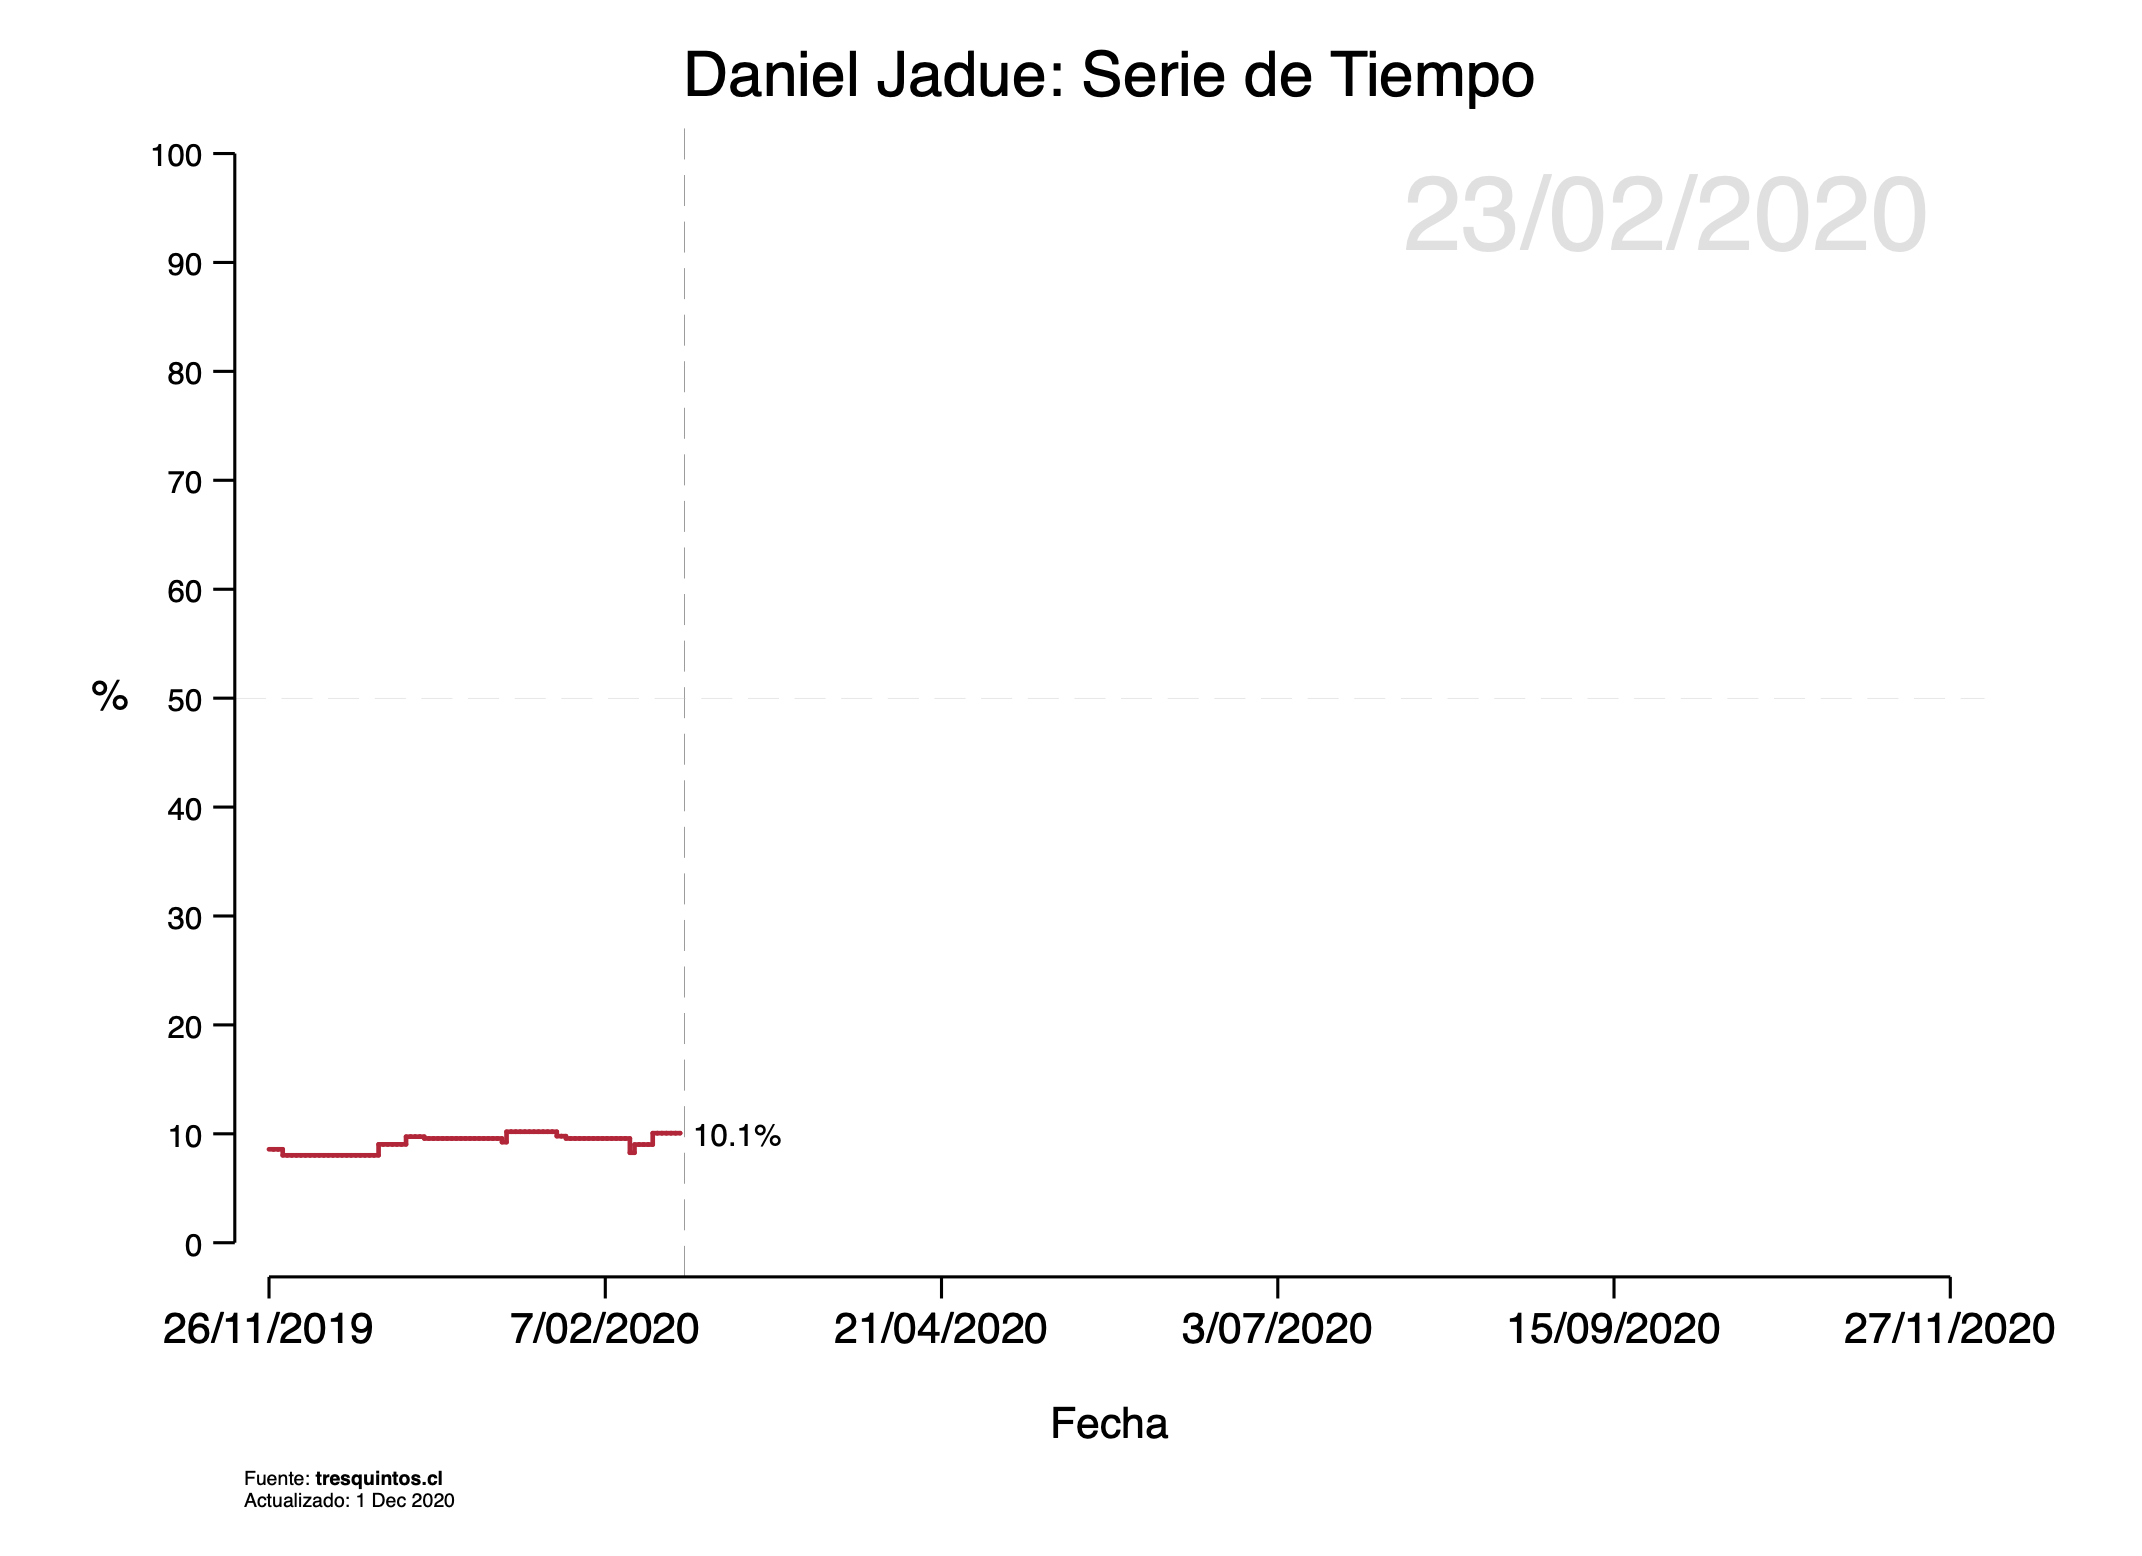 Daniel Jadue: Serie de Tiempo
23/02/2020
100
90
80
70
60
50
40
30
20
10
0
%
10.1%
26/11/2019 7/02/2020 21/04/2020 3/07/2020 15/09/2020 27/11/2020
Fecha
Fuente: tresquintos.cl
Actualizado: 1 Dec 2020